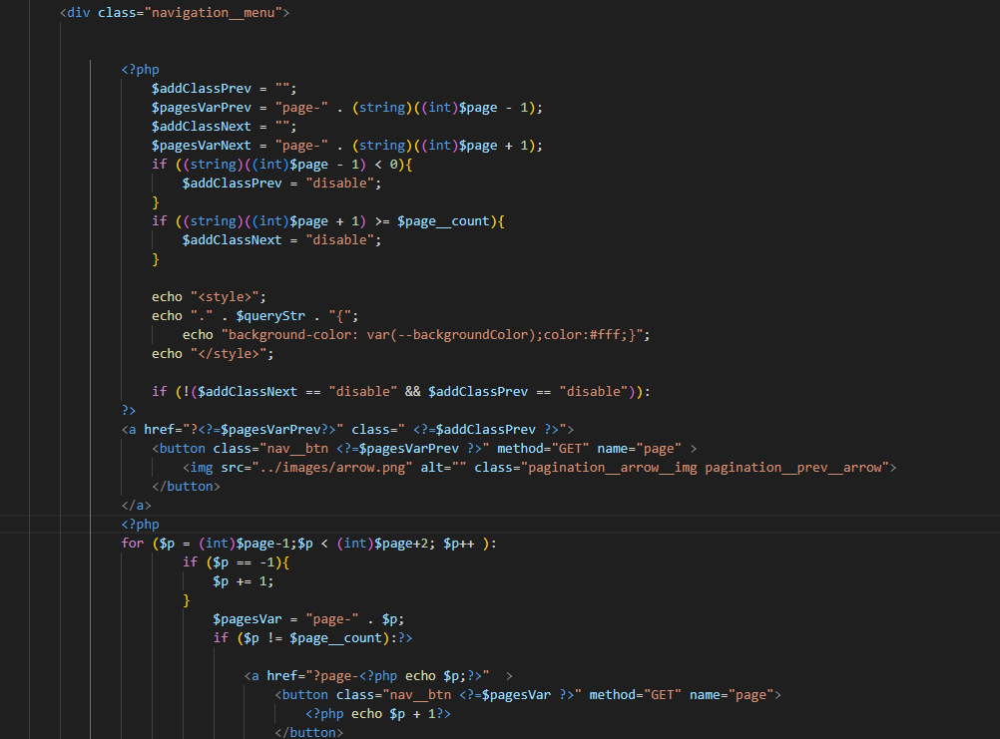 <div class="navigation__menu">
<?php
$addClassPrev = "";
$pagesVarPrev = "page-" . (string)((int)$page - 1);
$addClassNext = "";
$pagesVarNext = "page-" . (string)((int)$page + 1);
if ((string)((int)$page - 1) < 0){
$addClassPrev = "disable";
}
if ((string)((int)$page + 1) >= $page__count){
$addClassNext = "disable";
}
echo "<style>";
echo "." . $queryStr . "{";
echo "background-color: var(--backgroundColor);color:#fff;}";
echo "</style>";
if (!($addClassNext == "disable" && $addClassPrev == "disable")):
?>
<a href="?<?=$pagesVarPrev?>" class=" <?=$addClassPrev ?>">
<button class="nav__btn <?=$pagesVarPrev ?>" method="GET" name="page" >
<img src="../images/arrow.png" alt="" class="pagination__arrow__img pagination__prev__arrow">
</button>
</a>
<?php
for ($p = (int)$page-1;$p < (int)$page+2; $p++ ):
if ($p == -1){
$p += 1;
}
$pagesVar = "page-" . $p;
if ($p != $page__count):?>
<a href="?page-<?php echo $p;?>"  >
<button class="nav__btn <?=$pagesVar ?>" method="GET" name="page">
<?php echo $p + 1?>
</button>